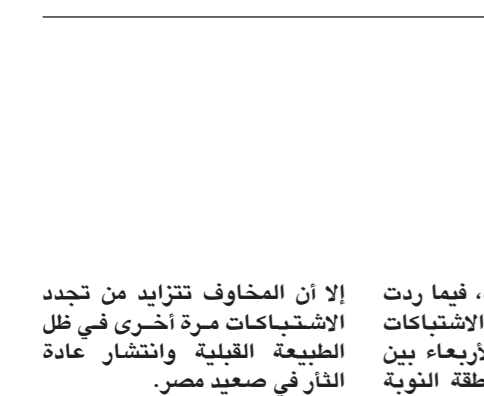 إلا أن المخاوف تتزايد من تجدد
الاشتباكات مرة أخرى في ظل
الطبيعة القبلية وانتشار عادة
الثأر في صعيد مصر.
، فيما ردت
الاشتباكات
بين
النوبة